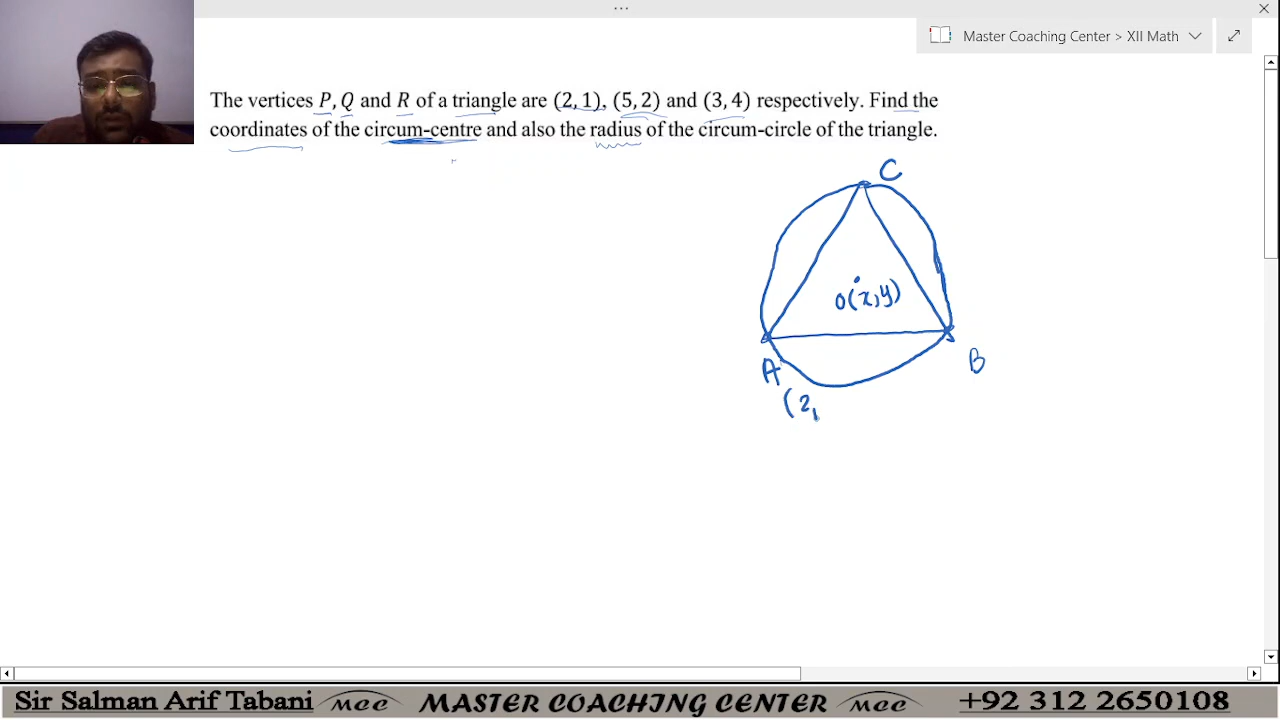 ...
Master Coaching Center > XII Math
The vertices P, Q and R of a triangle are (2, 1), (5, 2) and (3, 4) respectively. Find the
coordinates of the circum-centre and also the radius of the circum-circle of the triangle.
C
O(x,y)
A
B
(2,
Sir Salman Arif Tabani mcc MASTER COACHING CENTER mcc +92 312 2650108